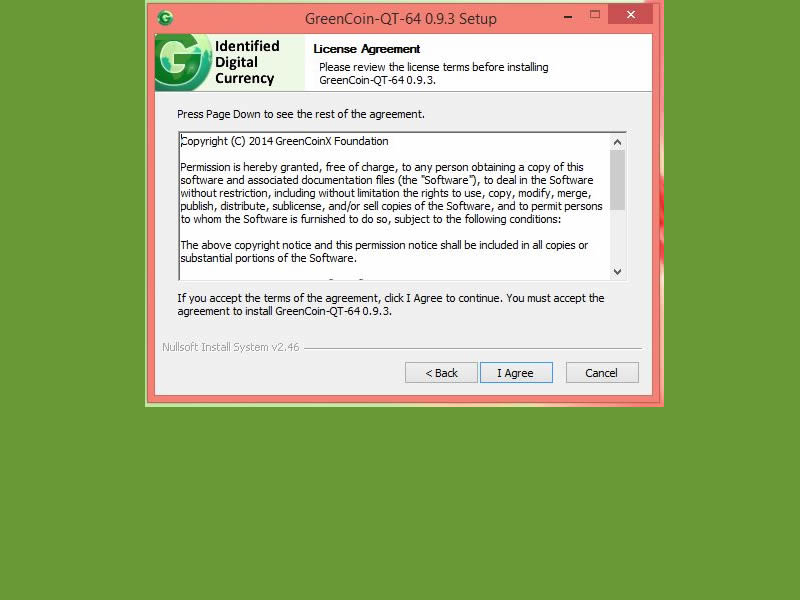 GreenCoin-QT-64 0.9.3 Setup
Identified
Digital
Currency
License Agreement
Please review the license terms before installing
GreenCoin-QT-64 0.9.3.
Press Page Down to see the rest of the agreement.
Copyright (C) 2014 GreenCoinX Foundation
Permission is hereby granted, free of charge, to any person obtaining a copy of this
software and associated documentation files (the "Software"), to deal in the Software
without restriction, including without limitation the rights to use, copy, modify, merge,
publish, distribute, sublicense, and/or sell copies of the Software, and to permit persons
to whom the Software is furnished to do so, subject to the following conditions:
The above copyright notice and this permission notice shall be included in all copies or
substantial portions of the Software.
If you accept the terms of the agreement, click I Agree to continue. You must accept the
agreement to install GreenCoin-QT-64 0.9.3.
Nullsoft Install System v2.46
< Back
I Agree
Cancel